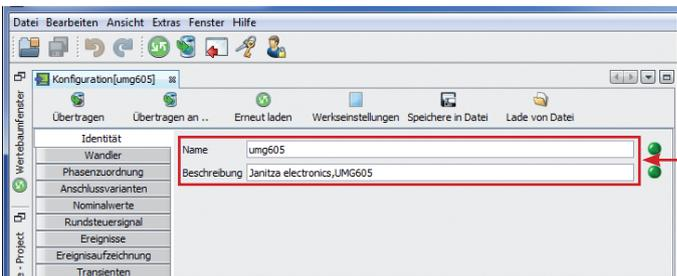 Datei Bearbeiten Ansicht Extras Fenster Hilfe
Konfiguration[umg605]
Übertragen Übertragen an .. Erneut laden Werkseinstellungen Speichere in Datei Lade von Datei
Wertebaumfenster
Identität
Wandler
Phasenzuordnung
Anschlussvarianten
Nominalwerte
Rundsteuersignal
Ereignisse
Ereignisaufzeichnung
Transienten
Name umg605
Beschreibung Janitza electronics,UMG605
e - Project